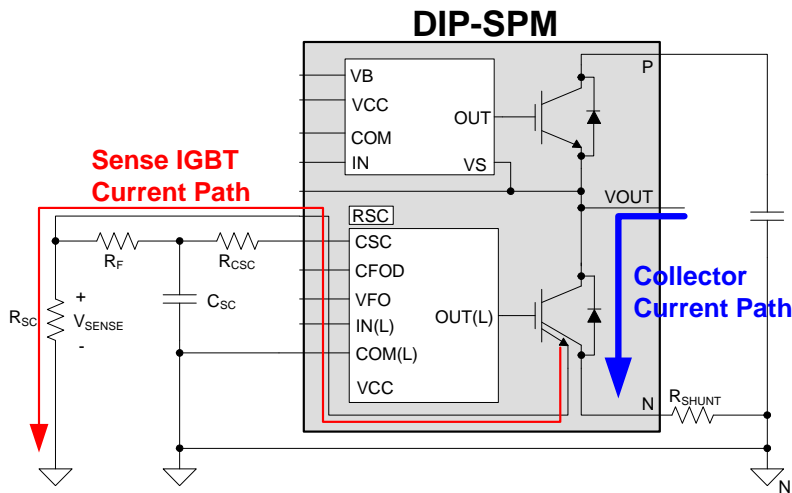 DIP-SPM
P
VB
VCC
COM
IN
OUT
VS
Sense IGBT
Current Path
RSC
VOUT
CSC
CFOD
VFO
IN(L)
COM(L)
VCC
OUT(L)
RF
RCSC
CSC
RSC
+
VSENSE
-
Collector
Current Path
N
RSHUNT
N